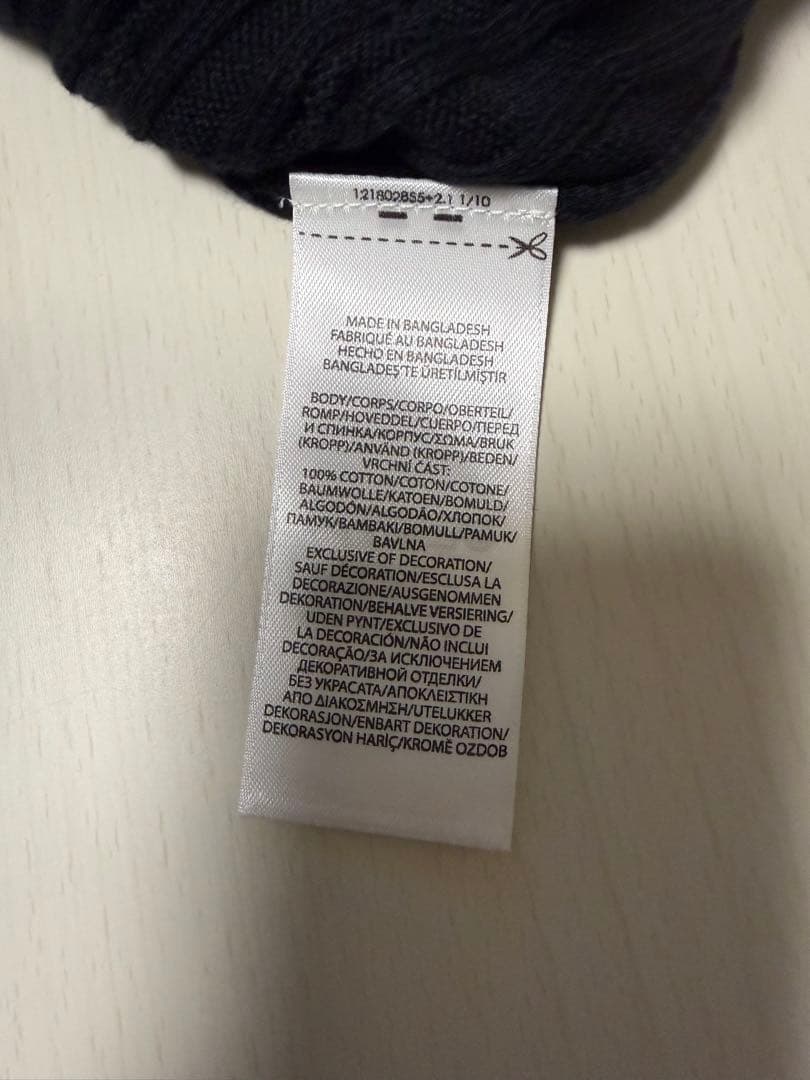 121802855+2.1 1/10
MADE IN BANGLADESH
FABRIQUÉ AU BANGLADESH
HECHO EN BANGLADESH
BANGLADEŞ'TE ÜRETİLMİŞTİR
BODY/CORPS/CORPO/OBERTEIL/
ROMP/HOVEDDEL/CUERPO/ПЕРЕД
И СПИНКА/КОРПУС/ΣΩΜΑ/BRUK
(KROPP)/ANVÄND (KROPP)/BEDEN/
VRCHNÍ ČÁST:
100% COTTON/COTON/COTONE/
BAUMWOLLE/KATOEN/BOMULD/
ALGODÓN/ALGODÃO/ХЛОПОК/
ПАМУК/ΒΑΜΒΑΚΙ/BOMULL/PAMUK/
BAVLNA
EXCLUSIVE OF DECORATION/
SAUF DÉCORATION/ESCLUSA LA
DECORAZIONE/AUSGENOMMEN
DEKORATION/BEHALVE VERSIERING/
UDEN PYNT/EXCLUSIVO DE
LA DECORACIÓN/NÃO INCLUI
DECORAÇÃO/ЗА ИСКЛЮЧЕНИЕМ
ДЕКОРАТИВНОЙ ОТДЕЛКИ/
БЕЗ УКРАСАТА/ΑΠΟΚΛΕΙΣΤΙΚΗ
ΑΠΟ ΔΙΑΚΟΣΜΗΣΗ/UTELUKKER
DEKORASJON/ENBART DEKORATION/
DEKORASYON HARİÇ/KROMĚ OZDOB